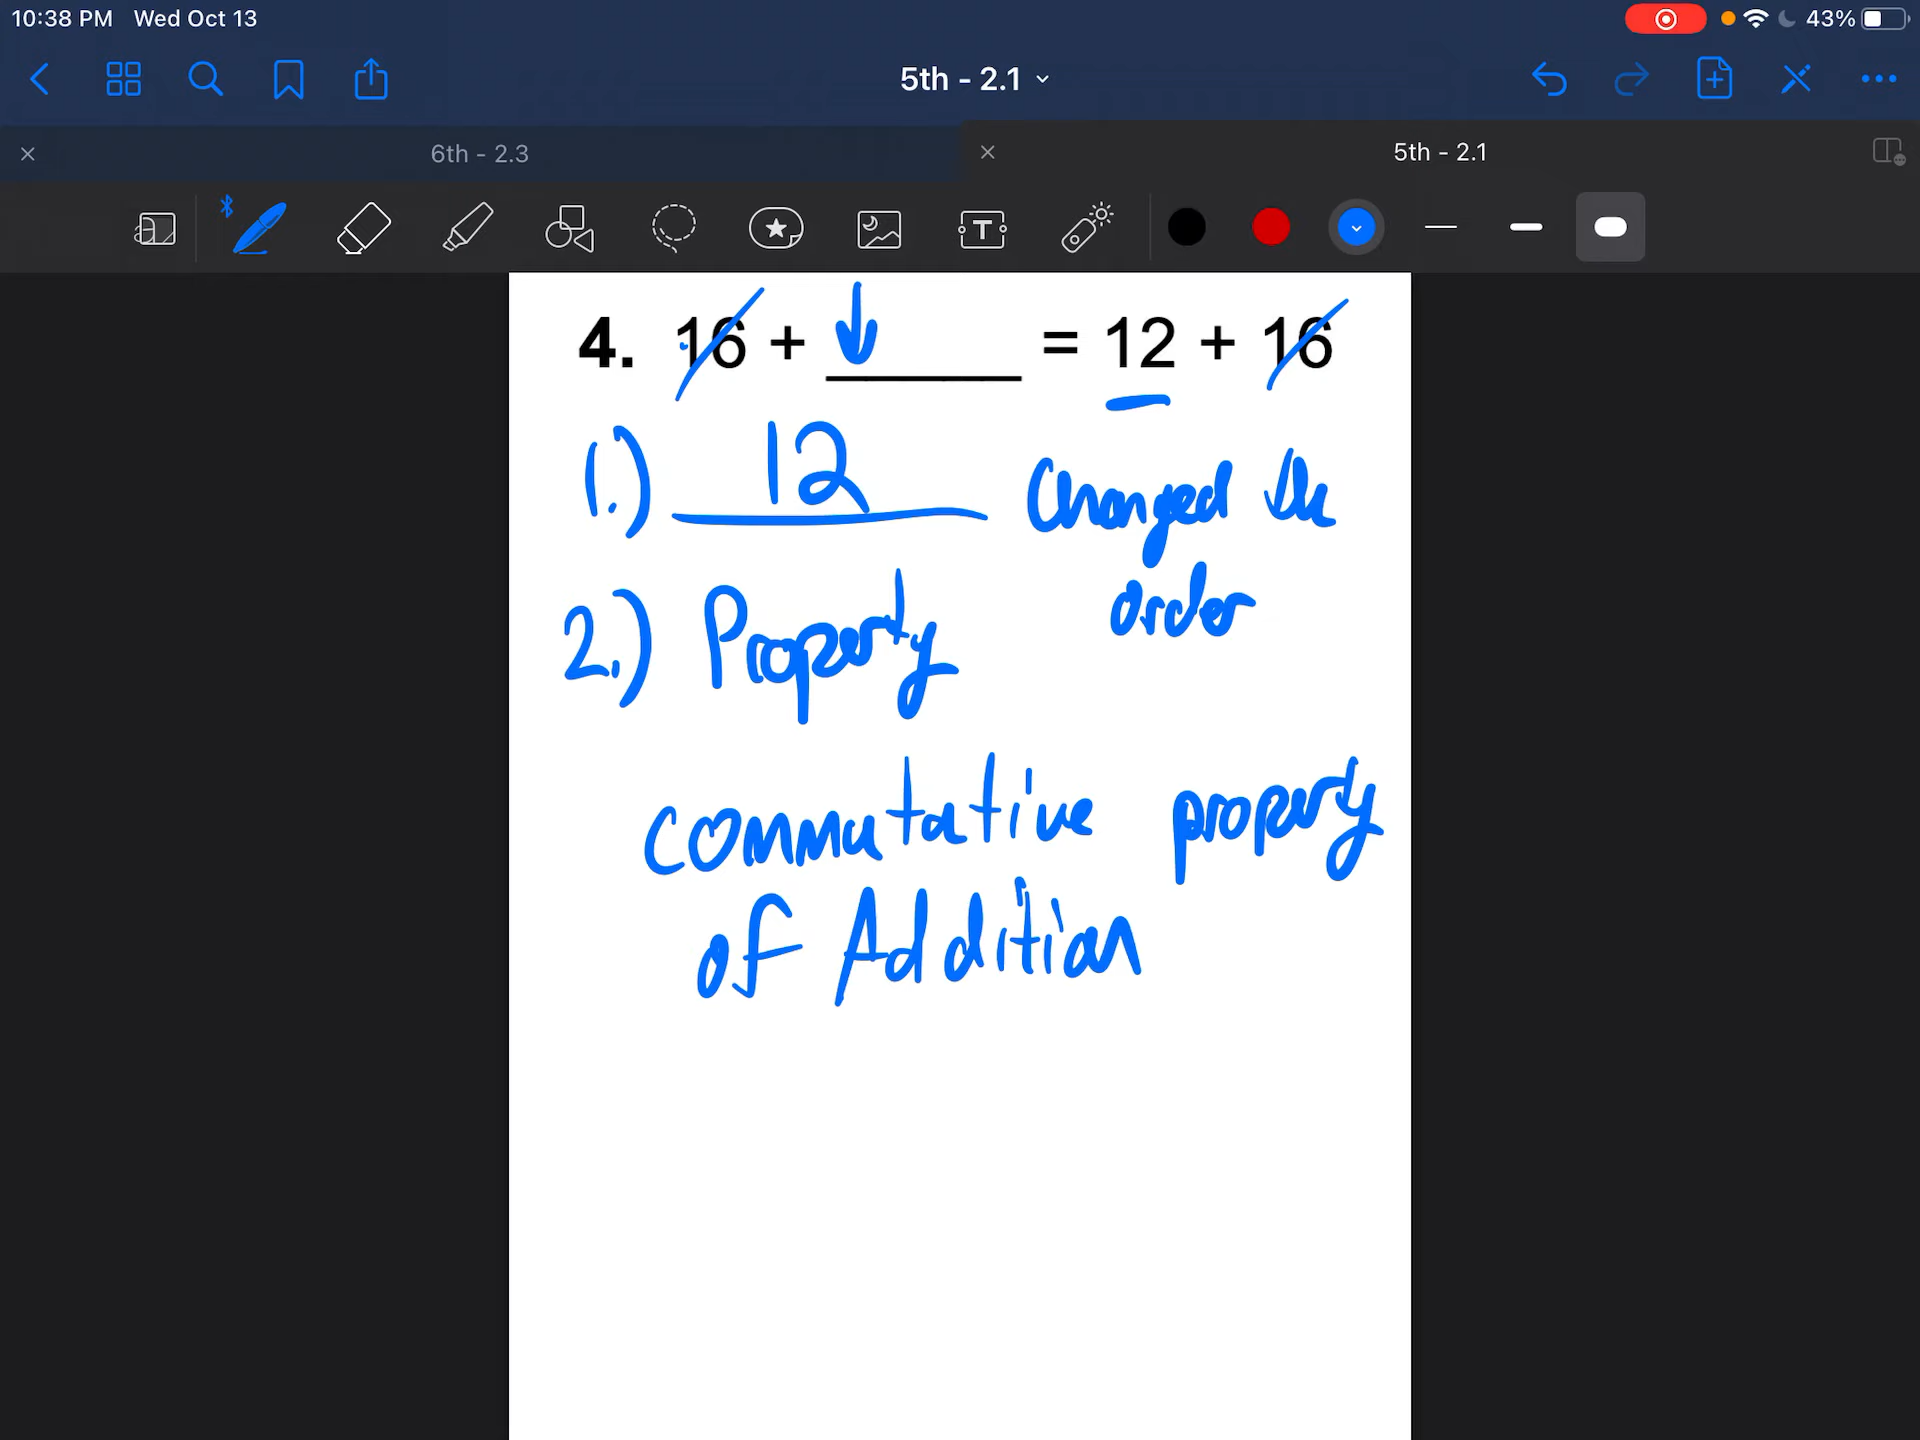 10:38 PM Wed Oct 13
43%
5th - 2.1
6th - 2.3
5th - 2.1
4. 16 + ______ = 12 + 16
1.) 12 Changed the
order
2.) Property
commutative property
of Addition